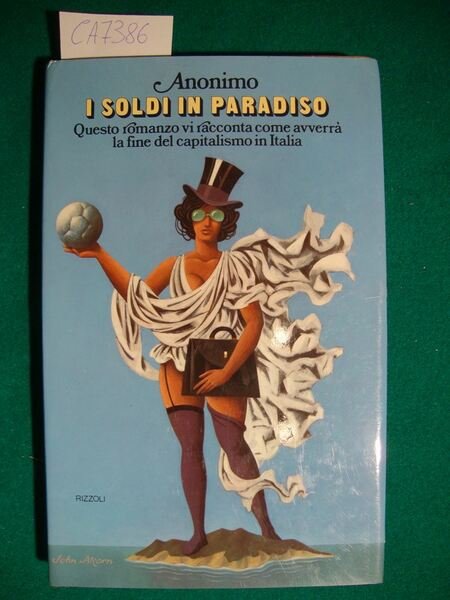 CA7386
Anonimo
I SOLDI IN PARADISO
Questo romanzo vi racconta come avverrà
la fine del capitalismo in Italia
RIZZOLI
John Alcorn